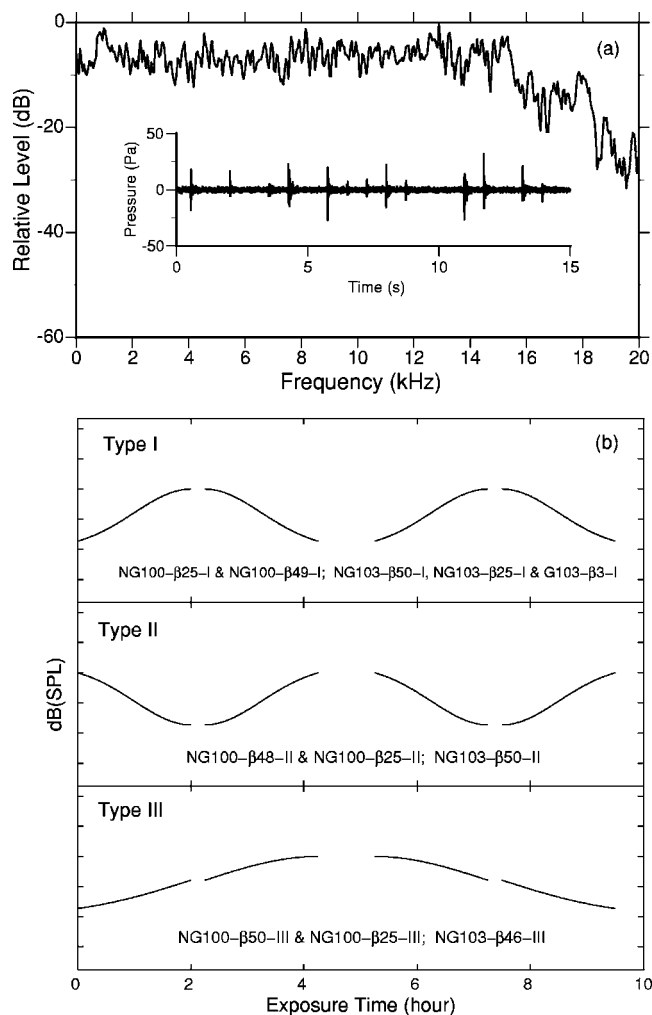 0
(a)
Relative Level (dB)
-20
-40
-60
50
Pressure (Pa)
0
-50
0 5 10 15
Time (s)
0 2 4 6 8 10 12 14 16 18 20
Frequency (kHz)
Type I
(b)
NG100-β25-I & NG100-β49-I; NG103-β50-I, NG103-β25-I & G103-β3-I
Type II
dB(SPL)
NG100-β48-II & NG100-β25-II; NG103-β50-II
Type III
NG100-β50-III & NG100-β25-III; NG103-β46-III
0 2 4 6 8 10
Exposure Time (hour)